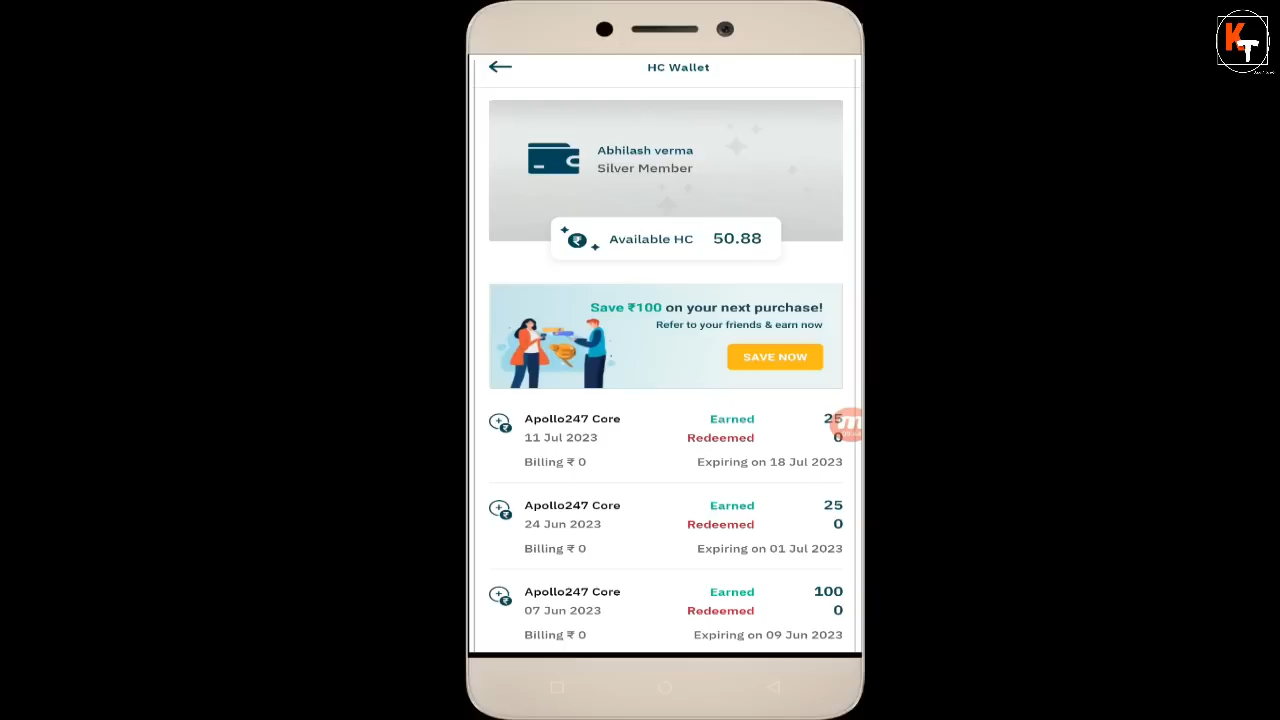 KT
HC Wallet
Abhilash verma
Silver Member
Available HC 50.88
Save ₹100 on your next purchase!
Refer to your friends & earn now
SAVE NOW
Apollo247 Core Earned 25
11 Jul 2023 Redeemed 0
Billing ₹ 0 Expiring on 18 Jul 2023
Apollo247 Core Earned 25
24 Jun 2023 Redeemed 0
Billing ₹ 0 Expiring on 01 Jul 2023
Apollo247 Core Earned 100
07 Jun 2023 Redeemed 0
Billing ₹ 0 Expiring on 09 Jun 2023